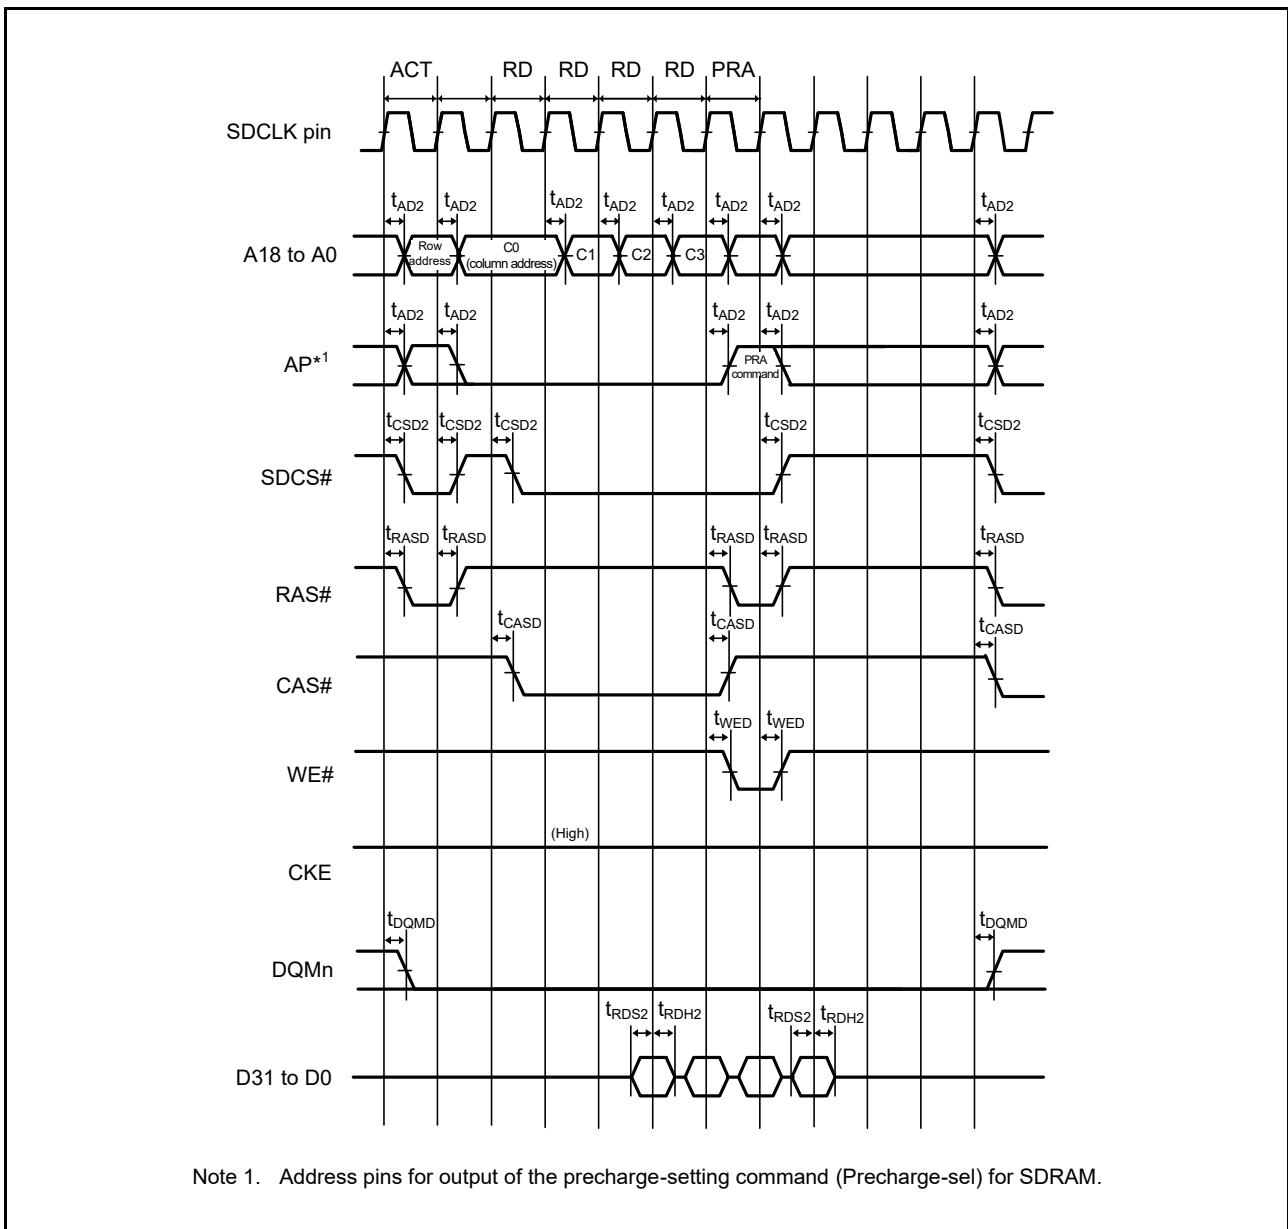 ACT RD RD RD RD PRA
SDCLK pin
tAD2 tAD2 tAD2 tAD2 tAD2 tAD2 tAD2 tAD2
A18 to A0
Row
address
C0
(column address)
C1 C2 C3
tAD2 tAD2 tAD2 tAD2 tAD2
AP*1
PRA
command
tCSD2 tCSD2 tCSD2 tCSD2 tCSD2
SDCS#
tRASD tRASD tRASD tRASD tRASD
RAS#
tCASD tCASD tCASD
CAS#
tWED tWED
WE#
(High)
CKE
tDQMD tDQMD
DQMn
tRDS2 tRDH2 tRDS2 tRDH2
D31 to D0
Note 1. Address pins for output of the precharge-setting command (Precharge-sel) for SDRAM.